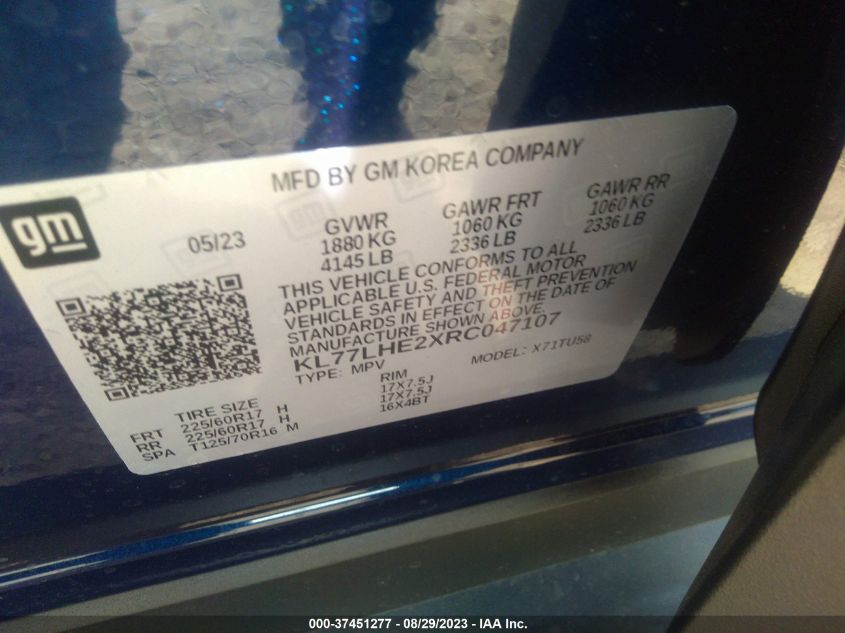 MFD BY GM KOREA COMPANY
gm
05/23
GVWR GAWR FRT GAWR RR
1880 KG 1060 KG 1060 KG
4145 LB 2336 LB 2336 LB
THIS VEHICLE CONFORMS TO ALL
APPLICABLE U.S. FEDERAL MOTOR
VEHICLE SAFETY AND THEFT PREVENTION
STANDARDS IN EFFECT ON THE DATE OF
MANUFACTURE SHOWN ABOVE.
KL77LHE2XRC047107
TYPE: MPV MODEL: X71TU58
TIRE SIZE RIM
FRT 225/60R17 H 17X7.5J
RR 225/60R17 H 17X7.5J
SPA T125/70R16 M 16X4BT
000-37451277 - 08/29/2023 - IAA Inc.